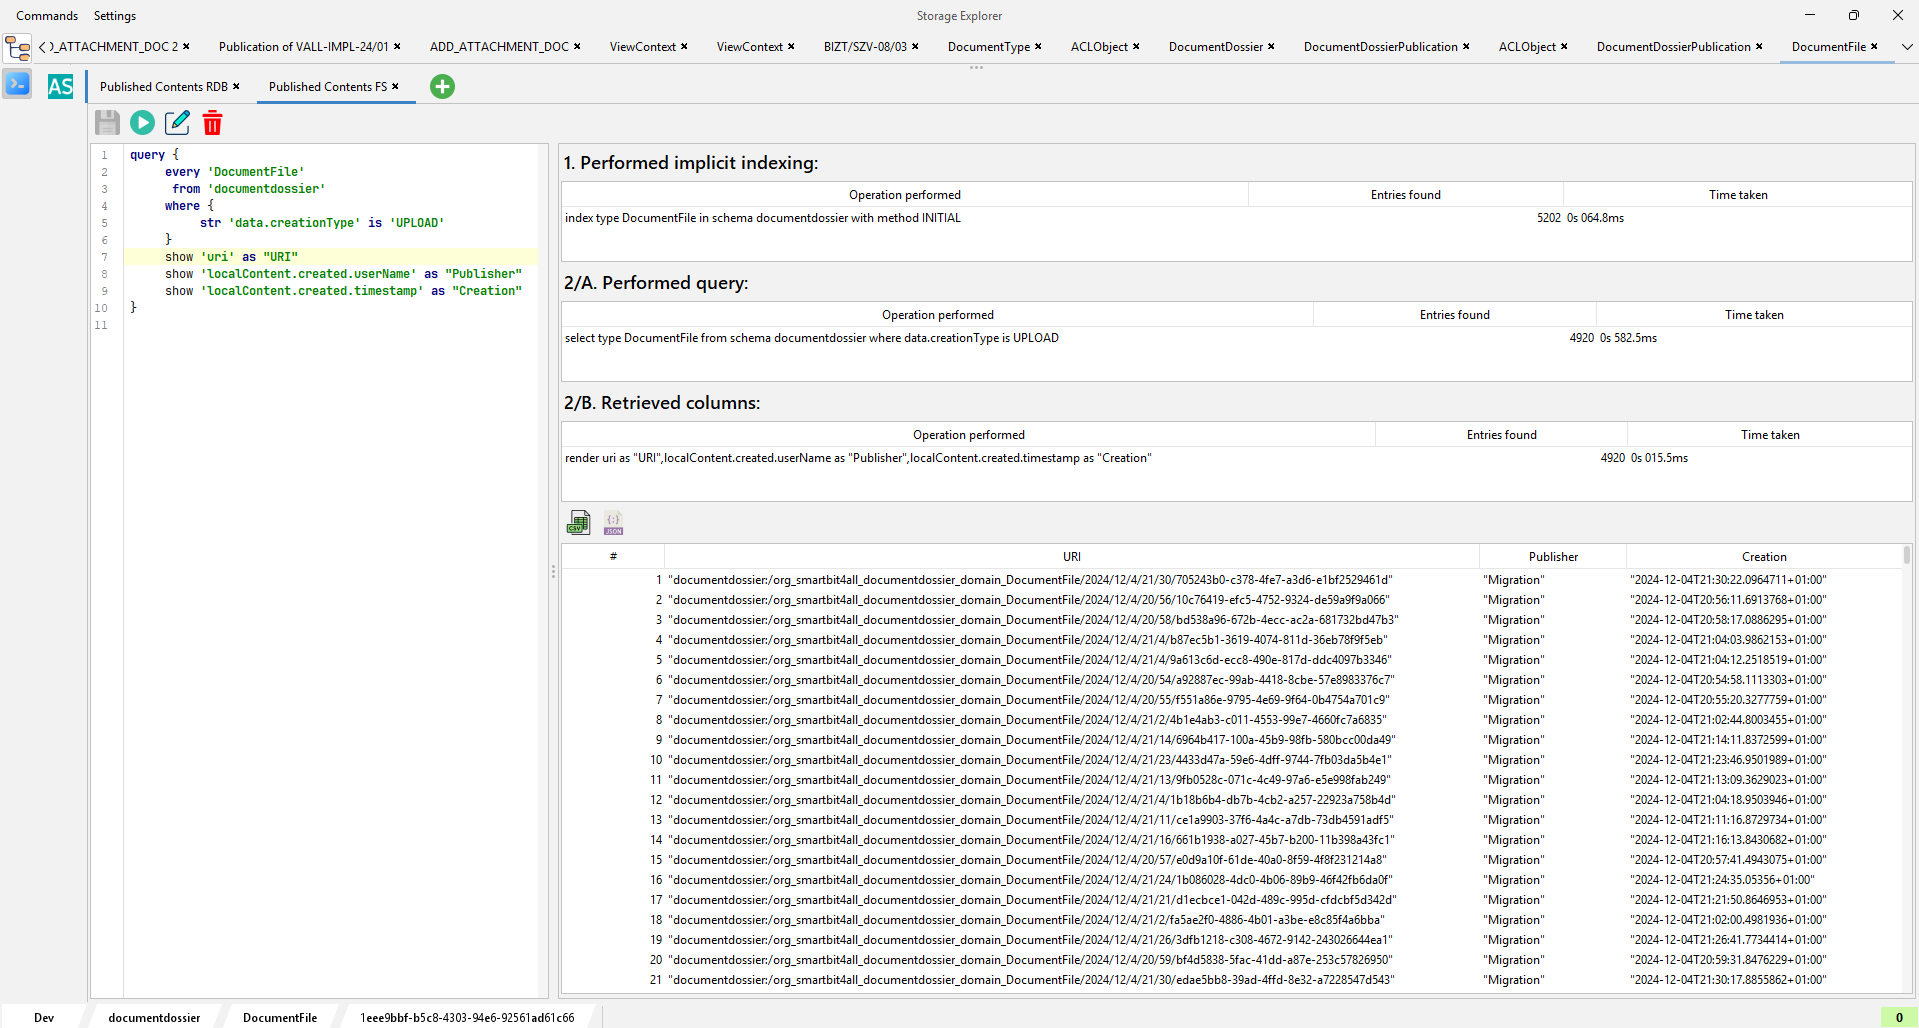 Commands Settings Storage Explorer
)_ATTACHMENT_DOC 2 Publication of VALL-IMPL-24/01 ADD_ATTACHMENT_DOC ViewContext ViewContext BIZT/SZV-08/03 DocumentType ACLObject DocumentDossier DocumentDossierPublication ACLObject DocumentDossierPublication DocumentFile
AS Published Contents RDB Published Contents FS
1 query {
2 every 'DocumentFile'
3 from 'documentdossier'
4 where {
5 str 'data.creationType' is 'UPLOAD'
6 }
7 show 'uri' as "URI"
8 show 'localContent.created.userName' as "Publisher"
9 show 'localContent.created.timestamp' as "Creation"
10 }
11
1. Performed implicit indexing:
Operation performed Entries found Time taken
index type DocumentFile in schema documentdossier with method INITIAL 5202 0s 064.8ms
2/A. Performed query:
Operation performed Entries found Time taken
select type DocumentFile from schema documentdossier where data.creationType is UPLOAD 4920 0s 582.5ms
2/B. Retrieved columns:
Operation performed Entries found Time taken
render uri as "URI",localContent.created.userName as "Publisher",localContent.created.timestamp as "Creation" 4920 0s 015.5ms
CSV {;} JSON
# URI Publisher Creation
1 "documentdossier:/org_smartbit4all_documentdossier_domain_DocumentFile/2024/12/4/21/30/705243b0-c378-4fe7-a3d6-e1bf2529461d" "Migration" "2024-12-04T21:30:22.0964711+01:00"
2 "documentdossier:/org_smartbit4all_documentdossier_domain_DocumentFile/2024/12/4/20/56/10c76419-efc5-4752-9324-de59a9f9a066" "Migration" "2024-12-04T20:56:11.6913768+01:00"
3 "documentdossier:/org_smartbit4all_documentdossier_domain_DocumentFile/2024/12/4/20/58/bd538a96-672b-4ecc-ac2a-681732bd47b3" "Migration" "2024-12-04T20:58:17.0886295+01:00"
4 "documentdossier:/org_smartbit4all_documentdossier_domain_DocumentFile/2024/12/4/21/4/b87ec5b1-3619-4074-811d-36eb78f9f5eb" "Migration" "2024-12-04T21:04:03.9862153+01:00"
5 "documentdossier:/org_smartbit4all_documentdossier_domain_DocumentFile/2024/12/4/21/4/9a613c6d-ecc8-490e-817d-ddc4097b3346" "Migration" "2024-12-04T21:04:12.2518519+01:00"
6 "documentdossier:/org_smartbit4all_documentdossier_domain_DocumentFile/2024/12/4/20/54/a92887ec-99ab-4418-8cbe-57e8983376c7" "Migration" "2024-12-04T20:54:58.1113303+01:00"
7 "documentdossier:/org_smartbit4all_documentdossier_domain_DocumentFile/2024/12/4/20/55/f551a86e-9795-4e69-9f64-0b4754a701c9" "Migration" "2024-12-04T20:55:20.3277759+01:00"
8 "documentdossier:/org_smartbit4all_documentdossier_domain_DocumentFile/2024/12/4/21/2/4b1e4ab3-c011-4553-99e7-4660fc7a6835" "Migration" "2024-12-04T21:02:44.8003455+01:00"
9 "documentdossier:/org_smartbit4all_documentdossier_domain_DocumentFile/2024/12/4/21/14/6964b417-100a-45b9-98fb-580bcc00da49" "Migration" "2024-12-04T21:14:11.8372599+01:00"
10 "documentdossier:/org_smartbit4all_documentdossier_domain_DocumentFile/2024/12/4/21/23/4433d47a-59e6-4dff-9744-7fb03da5b4e1" "Migration" "2024-12-04T21:23:46.9501989+01:00"
11 "documentdossier:/org_smartbit4all_documentdossier_domain_DocumentFile/2024/12/4/21/13/9fb0528c-071c-4c49-97a6-e5e998fab249" "Migration" "2024-12-04T21:13:09.3629023+01:00"
12 "documentdossier:/org_smartbit4all_documentdossier_domain_DocumentFile/2024/12/4/21/4/1b18b6b4-db7b-4cb2-a257-22923a758b4d" "Migration" "2024-12-04T21:04:18.9503946+01:00"
13 "documentdossier:/org_smartbit4all_documentdossier_domain_DocumentFile/2024/12/4/21/11/ce1a9903-37f6-4a4c-a7db-73db4591adf5" "Migration" "2024-12-04T21:11:16.8729734+01:00"
14 "documentdossier:/org_smartbit4all_documentdossier_domain_DocumentFile/2024/12/4/21/16/661b1938-a027-45b7-b200-11b398a43fc1" "Migration" "2024-12-04T21:16:13.8430682+01:00"
15 "documentdossier:/org_smartbit4all_documentdossier_domain_DocumentFile/2024/12/4/20/57/e0d9a10f-61de-40a0-8f59-4f8f231214a8" "Migration" "2024-12-04T20:57:41.4943075+01:00"
16 "documentdossier:/org_smartbit4all_documentdossier_domain_DocumentFile/2024/12/4/21/24/1b086028-4dc0-4b06-89b9-46f42fb6da0f" "Migration" "2024-12-04T21:24:35.05356+01:00"
17 "documentdossier:/org_smartbit4all_documentdossier_domain_DocumentFile/2024/12/4/21/21/d1ecbce1-042d-489c-995d-cfdcbf5d342d" "Migration" "2024-12-04T21:21:50.8646953+01:00"
18 "documentdossier:/org_smartbit4all_documentdossier_domain_DocumentFile/2024/12/4/21/2/fa5ae2f0-4886-4b01-a3be-e8c85f4a6bba" "Migration" "2024-12-04T21:02:00.4981936+01:00"
19 "documentdossier:/org_smartbit4all_documentdossier_domain_DocumentFile/2024/12/4/21/26/3dfb1218-c308-4672-9142-243026644ea1" "Migration" "2024-12-04T21:26:41.7734414+01:00"
20 "documentdossier:/org_smartbit4all_documentdossier_domain_DocumentFile/2024/12/4/20/59/bf4d5838-5fac-41dd-a87e-253c57826950" "Migration" "2024-12-04T20:59:31.8476229+01:00"
21 "documentdossier:/org_smartbit4all_documentdossier_domain_DocumentFile/2024/12/4/21/30/edae5bb8-39ad-4ffd-8e32-a7228547d543" "Migration" "2024-12-04T21:30:17.8855862+01:00"
Dev documentdossier DocumentFile 1eee9bbf-b5c8-4303-94e6-92561ad61c66 0